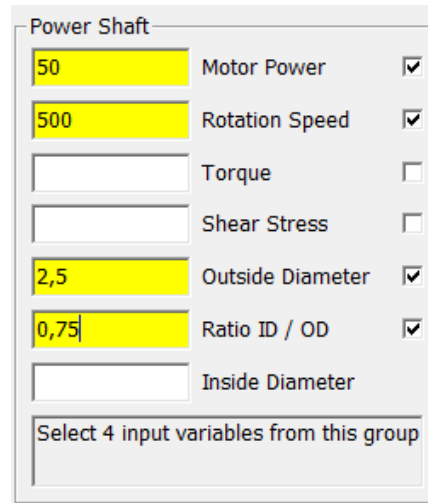 Power Shaft
50 Motor Power
500 Rotation Speed
Torque
Shear Stress
2,5 Outside Diameter
0,75 Ratio ID / OD
Inside Diameter
Select 4 input variables from this group